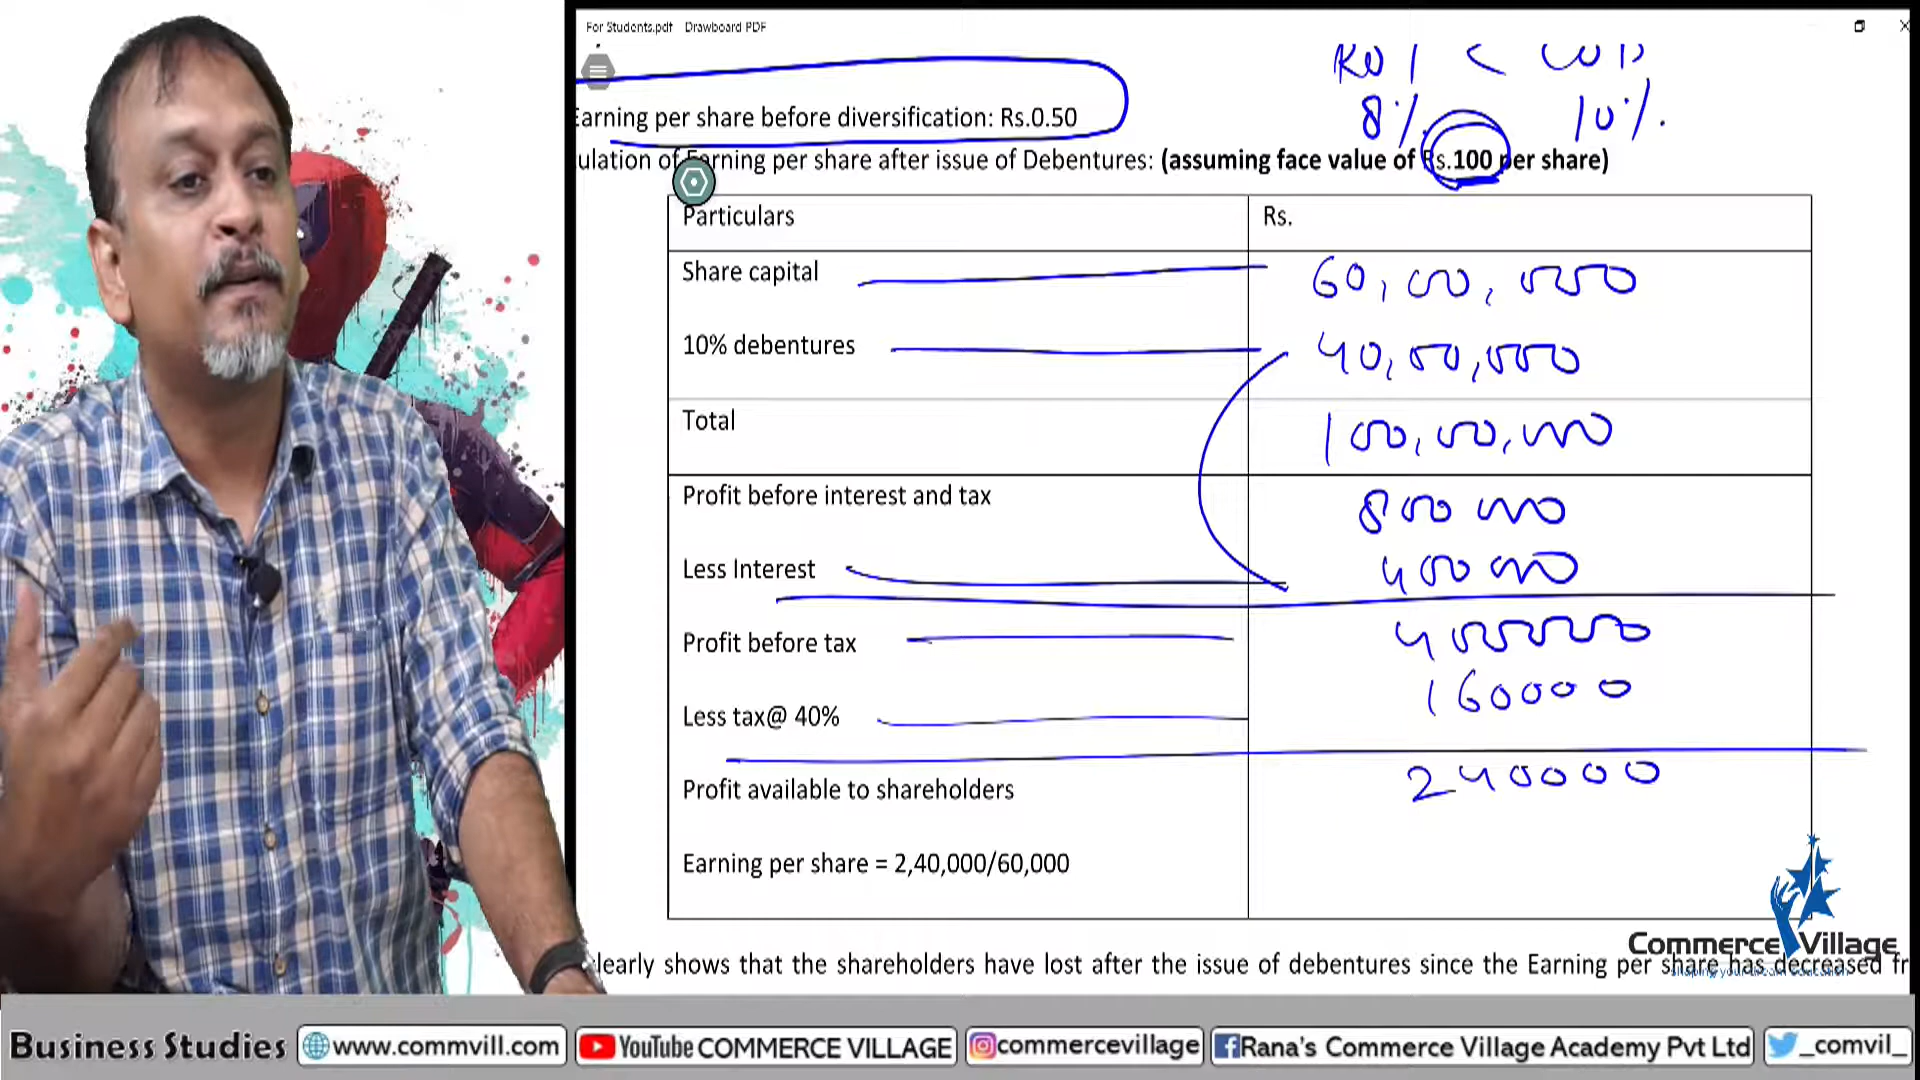 For Students.pdf Drawboard PDF
ROI < COD
8% 10%.
Earning per share before diversification: Rs.0.50
ulation of Earning per share after issue of Debentures: (assuming face value of Rs.100 per share)
Particulars Rs.
Share capital 60,00,000
10% debentures 40,00,000
Total 100,00,000
Profit before interest and tax 800000
Less Interest 400000
Profit before tax 400000
Less tax@ 40% 160000
Profit available to shareholders 240000
Earning per share = 2,40,000/60,000
Commerce Village
learly shows that the shareholders have lost after the issue of debentures since the Earning per share has decreased fr
Business Studies www.commvill.com YouTube COMMERCE VILLAGE commercevillage Rana's Commerce Village Academy Pvt Ltd _comvil_